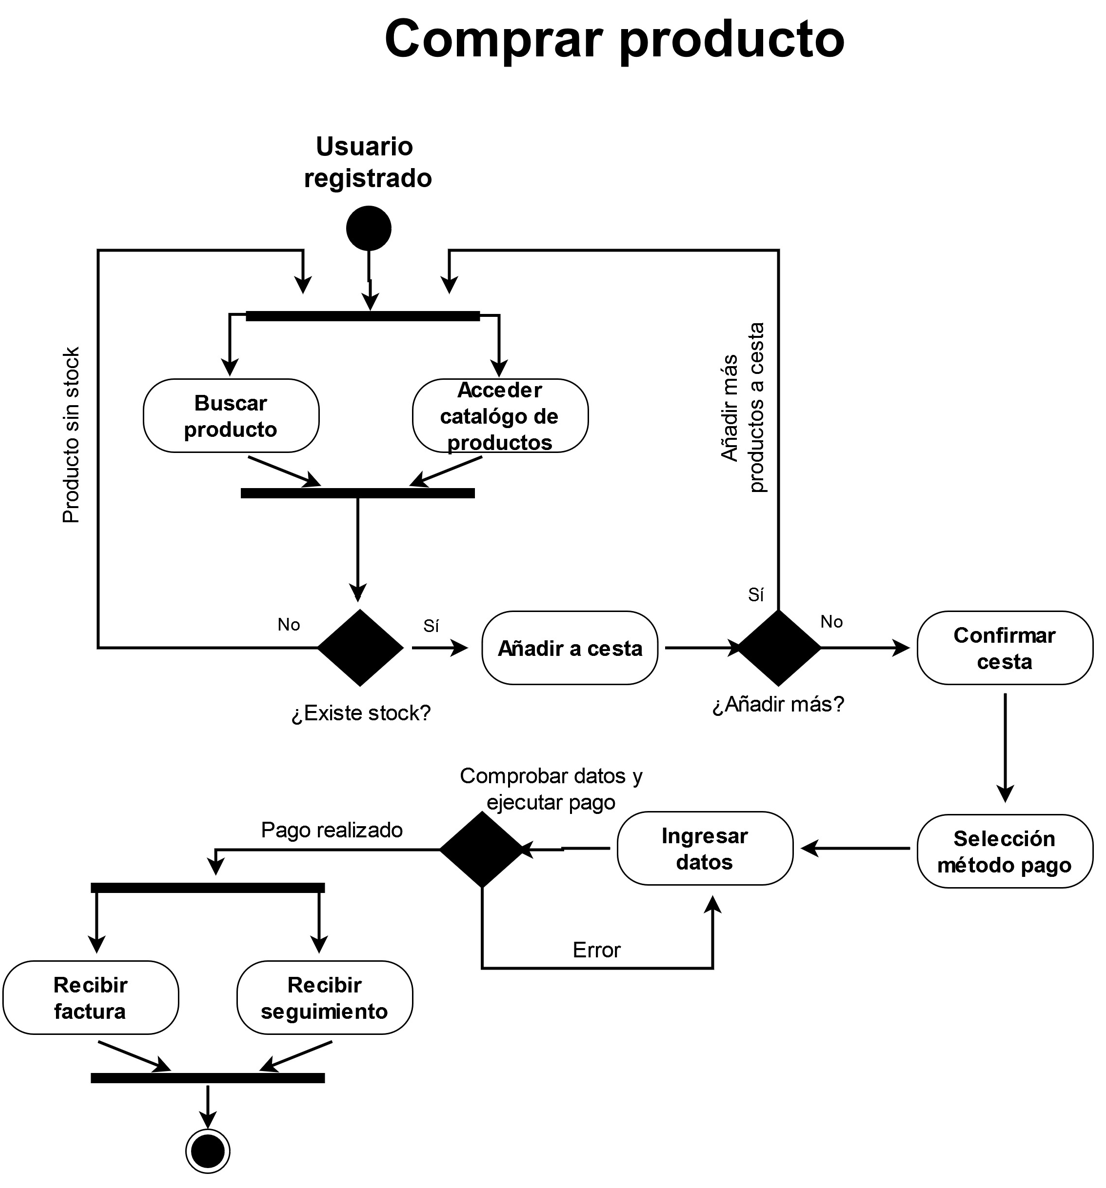 Comprar producto
Usuario
registrado
Buscar
producto
Acceder
catalógo de
productos
Producto sin stock
Añadir más
productos a cesta
No
Sí
¿Existe stock?
Añadir a cesta
Sí
No
¿Añadir más?
Confirmar
cesta
Selección
método pago
Ingresar
datos
Comprobar datos y
ejecutar pago
Error
Pago realizado
Recibir
factura
Recibir
seguimiento